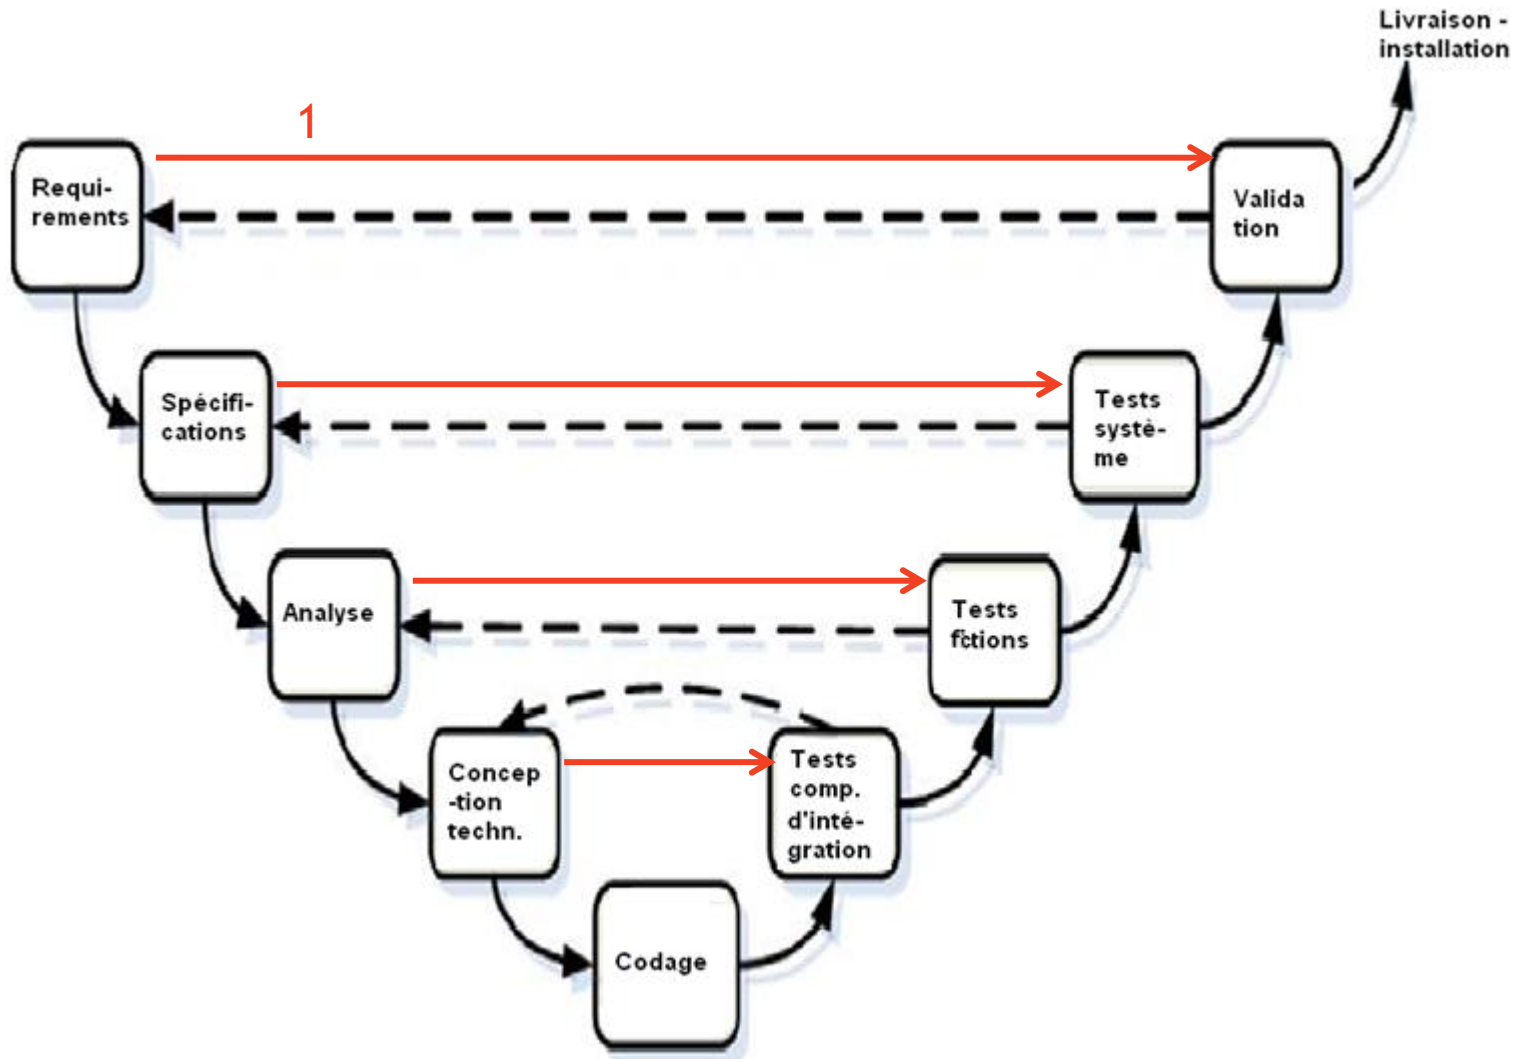 Livraison -
installation
1
Requi-
rements
Valida
tion
Spécifi-
cations
Tests
systè-
me
Analyse
Tests
fctions
Concep
-tion
techn.
Tests
comp.
d'inté-
gration
Codage